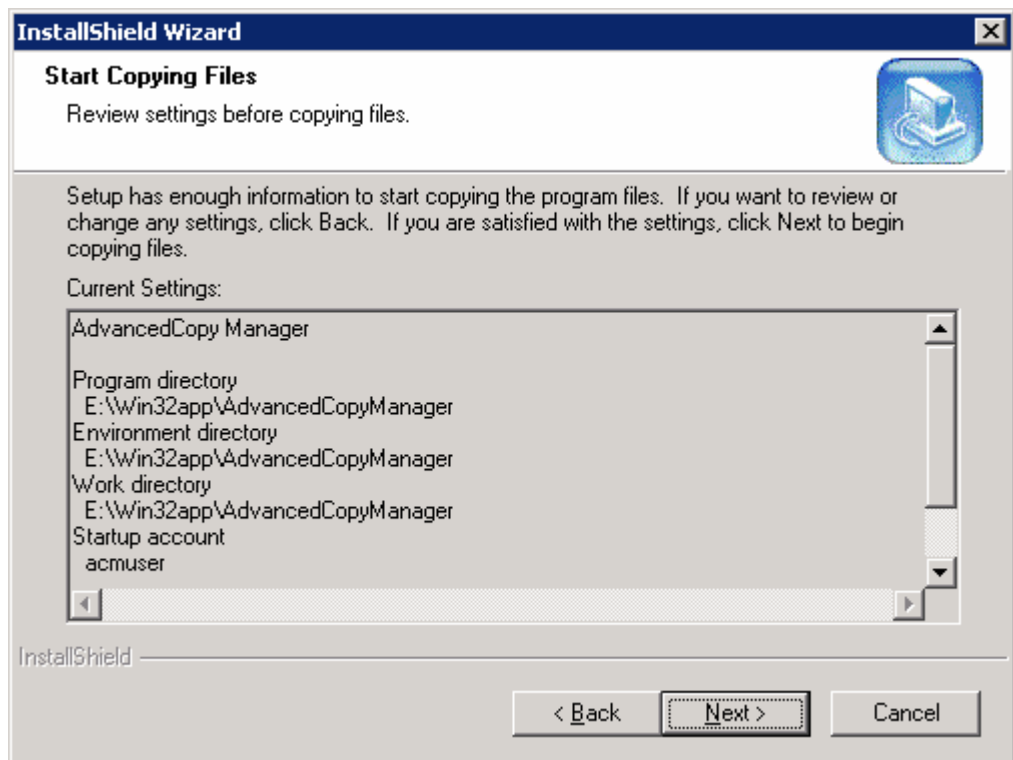 InstallShield Wizard
Start Copying Files
Review settings before copying files.
Setup has enough information to start copying the program files.  If you want to review or
change any settings, click Back.  If you are satisfied with the settings, click Next to begin
copying files.
Current Settings:
AdvancedCopy Manager
Program directory
E:\Win32app\AdvancedCopyManager
Environment directory
E:\Win32app\AdvancedCopyManager
Work directory
E:\Win32app\AdvancedCopyManager
Startup account
acmuser
InstallShield
< Back
Next >
Cancel